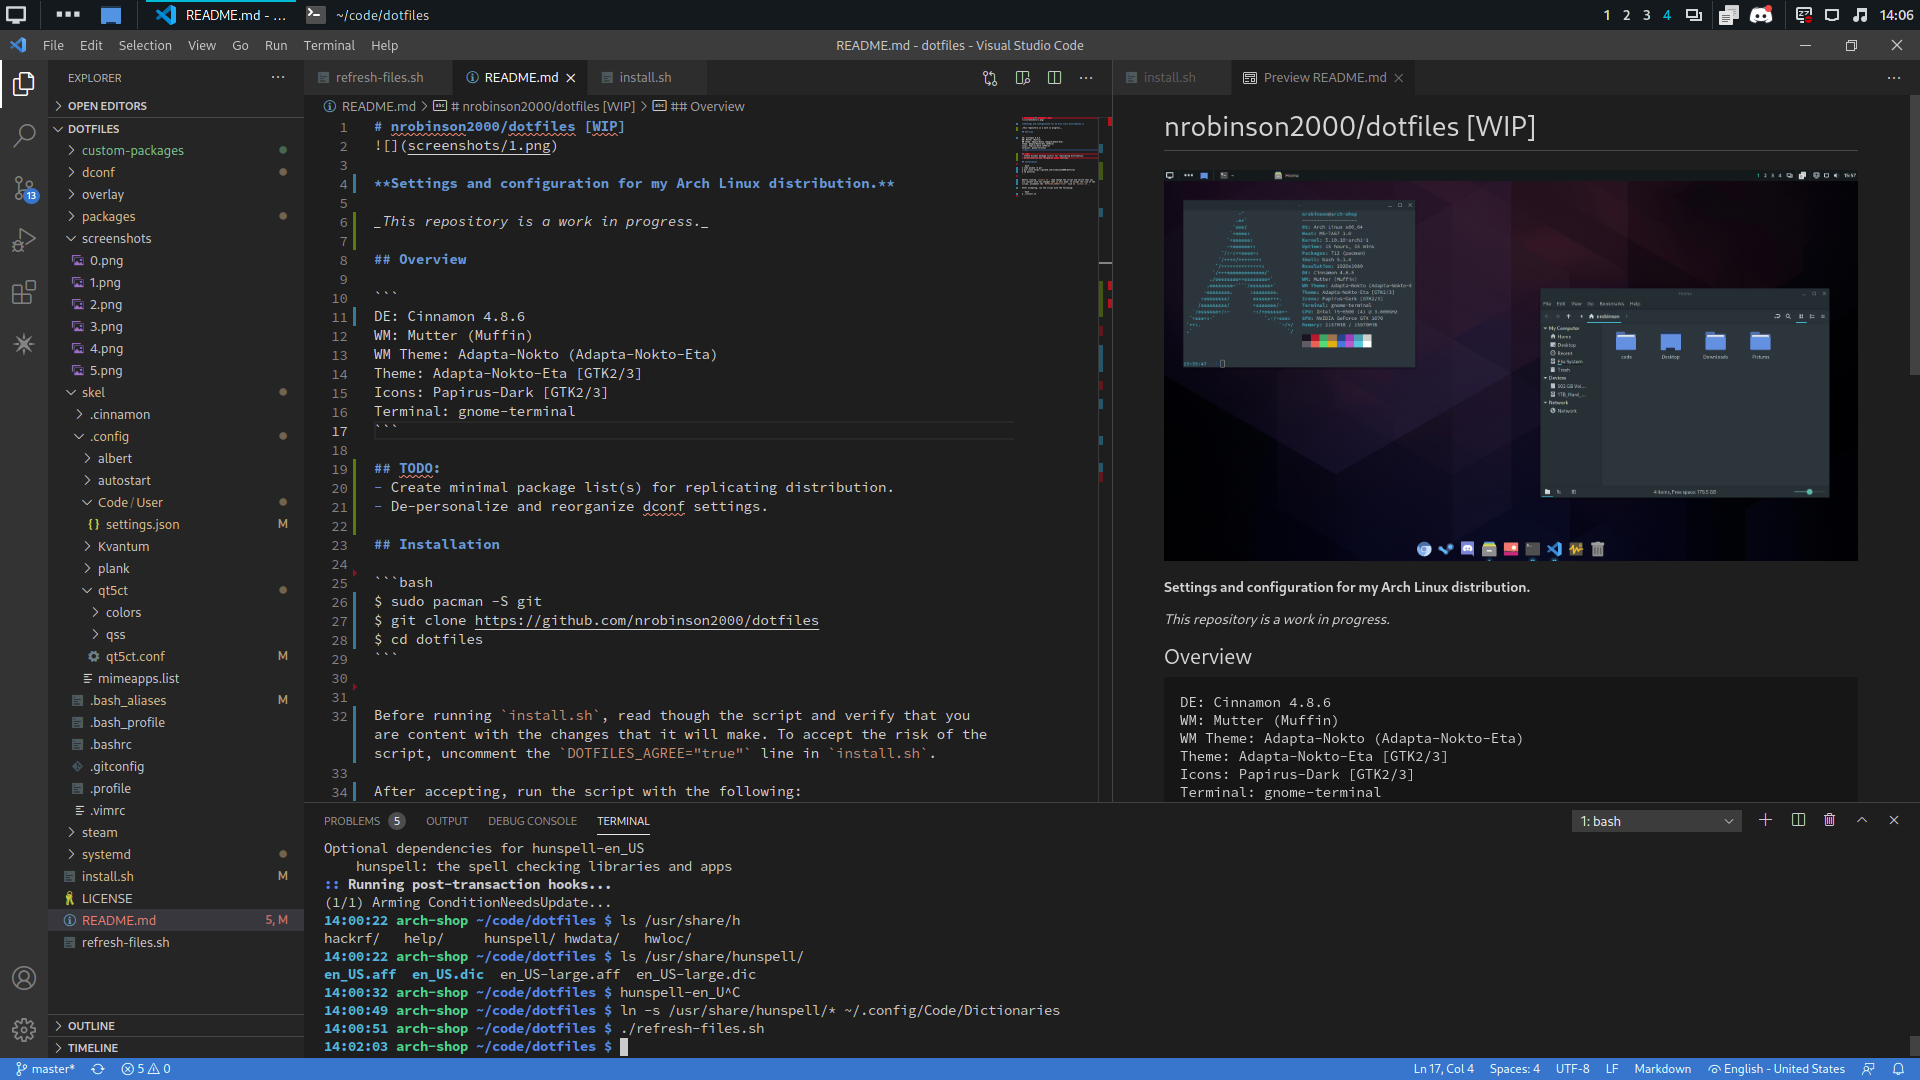 README.md - ...
~/code/dotfiles
1 2 3 4
14:06
File Edit Selection View Go Run Terminal Help
README.md - dotfiles - Visual Studio Code
EXPLORER
OPEN EDITORS
DOTFILES
custom-packages
dconf
overlay
packages
screenshots
0.png
1.png
2.png
3.png
4.png
5.png
skel
.cinnamon
.config
albert
autostart
Code/User
settings.json M
Kvantum
plank
qt5ct
colors
qss
qt5ct.conf M
mimeapps.list
.bash_aliases M
.bash_profile
.bashrc
.gitconfig
.profile
.vimrc
steam
systemd
install.sh M
LICENSE
README.md 5, M
refresh-files.sh
OUTLINE
TIMELINE
13
refresh-files.sh README.md install.sh
README.md > # nrobinson2000/dotfiles [WIP] > ## Overview
1 # nrobinson2000/dotfiles [WIP]
2 ![](screenshots/1.png)
3
4 **Settings and configuration for my Arch Linux distribution.**
5
6 _This repository is a work in progress._
7
8 ## Overview
9
10 ```
11 DE: Cinnamon 4.8.6
12 WM: Mutter (Muffin)
13 WM Theme: Adapta-Nokto (Adapta-Nokto-Eta)
14 Theme: Adapta-Nokto-Eta [GTK2/3]
15 Icons: Papirus-Dark [GTK2/3]
16 Terminal: gnome-terminal
17 ```
18
19 ## TODO:
20 - Create minimal package list(s) for replicating distribution.
21 - De-personalize and reorganize dconf settings.
22
23 ## Installation
24
25 ```bash
26 $ sudo pacman -S git
27 $ git clone https://github.com/nrobinson2000/dotfiles
28 $ cd dotfiles
29 ```
30
31
32 Before running `install.sh`, read though the script and verify that you
are content with the changes that it will make. To accept the risk of the
script, uncomment the `DOTFILES_AGREE="true"` line in `install.sh`.
33
34 After accepting, run the script with the following:
install.sh Preview README.md
nrobinson2000/dotfiles [WIP]
Settings and configuration for my Arch Linux distribution.
This repository is a work in progress.
Overview
DE: Cinnamon 4.8.6
WM: Mutter (Muffin)
WM Theme: Adapta-Nokto (Adapta-Nokto-Eta)
Theme: Adapta-Nokto-Eta [GTK2/3]
Icons: Papirus-Dark [GTK2/3]
Terminal: gnome-terminal
PROBLEMS 5 OUTPUT DEBUG CONSOLE TERMINAL
1: bash
Optional dependencies for hunspell-en_US
hunspell: the spell checking libraries and apps
:: Running post-transaction hooks...
(1/1) Arming ConditionNeedsUpdate...
14:00:22 arch-shop ~/code/dotfiles $ ls /usr/share/h
hackrf/ help/ hunspell/ hwdata/ hwloc/
14:00:22 arch-shop ~/code/dotfiles $ ls /usr/share/hunspell/
en_US.aff en_US.dic en_US-large.aff en_US-large.dic
14:00:32 arch-shop ~/code/dotfiles $ hunspell-en_U^C
14:00:49 arch-shop ~/code/dotfiles $ ln -s /usr/share/hunspell/* ~/.config/Code/Dictionaries
14:00:51 arch-shop ~/code/dotfiles $ ./refresh-files.sh
14:02:03 arch-shop ~/code/dotfiles $
master* 5 0
Ln 17, Col 4 Spaces: 4 UTF-8 LF Markdown English - United States